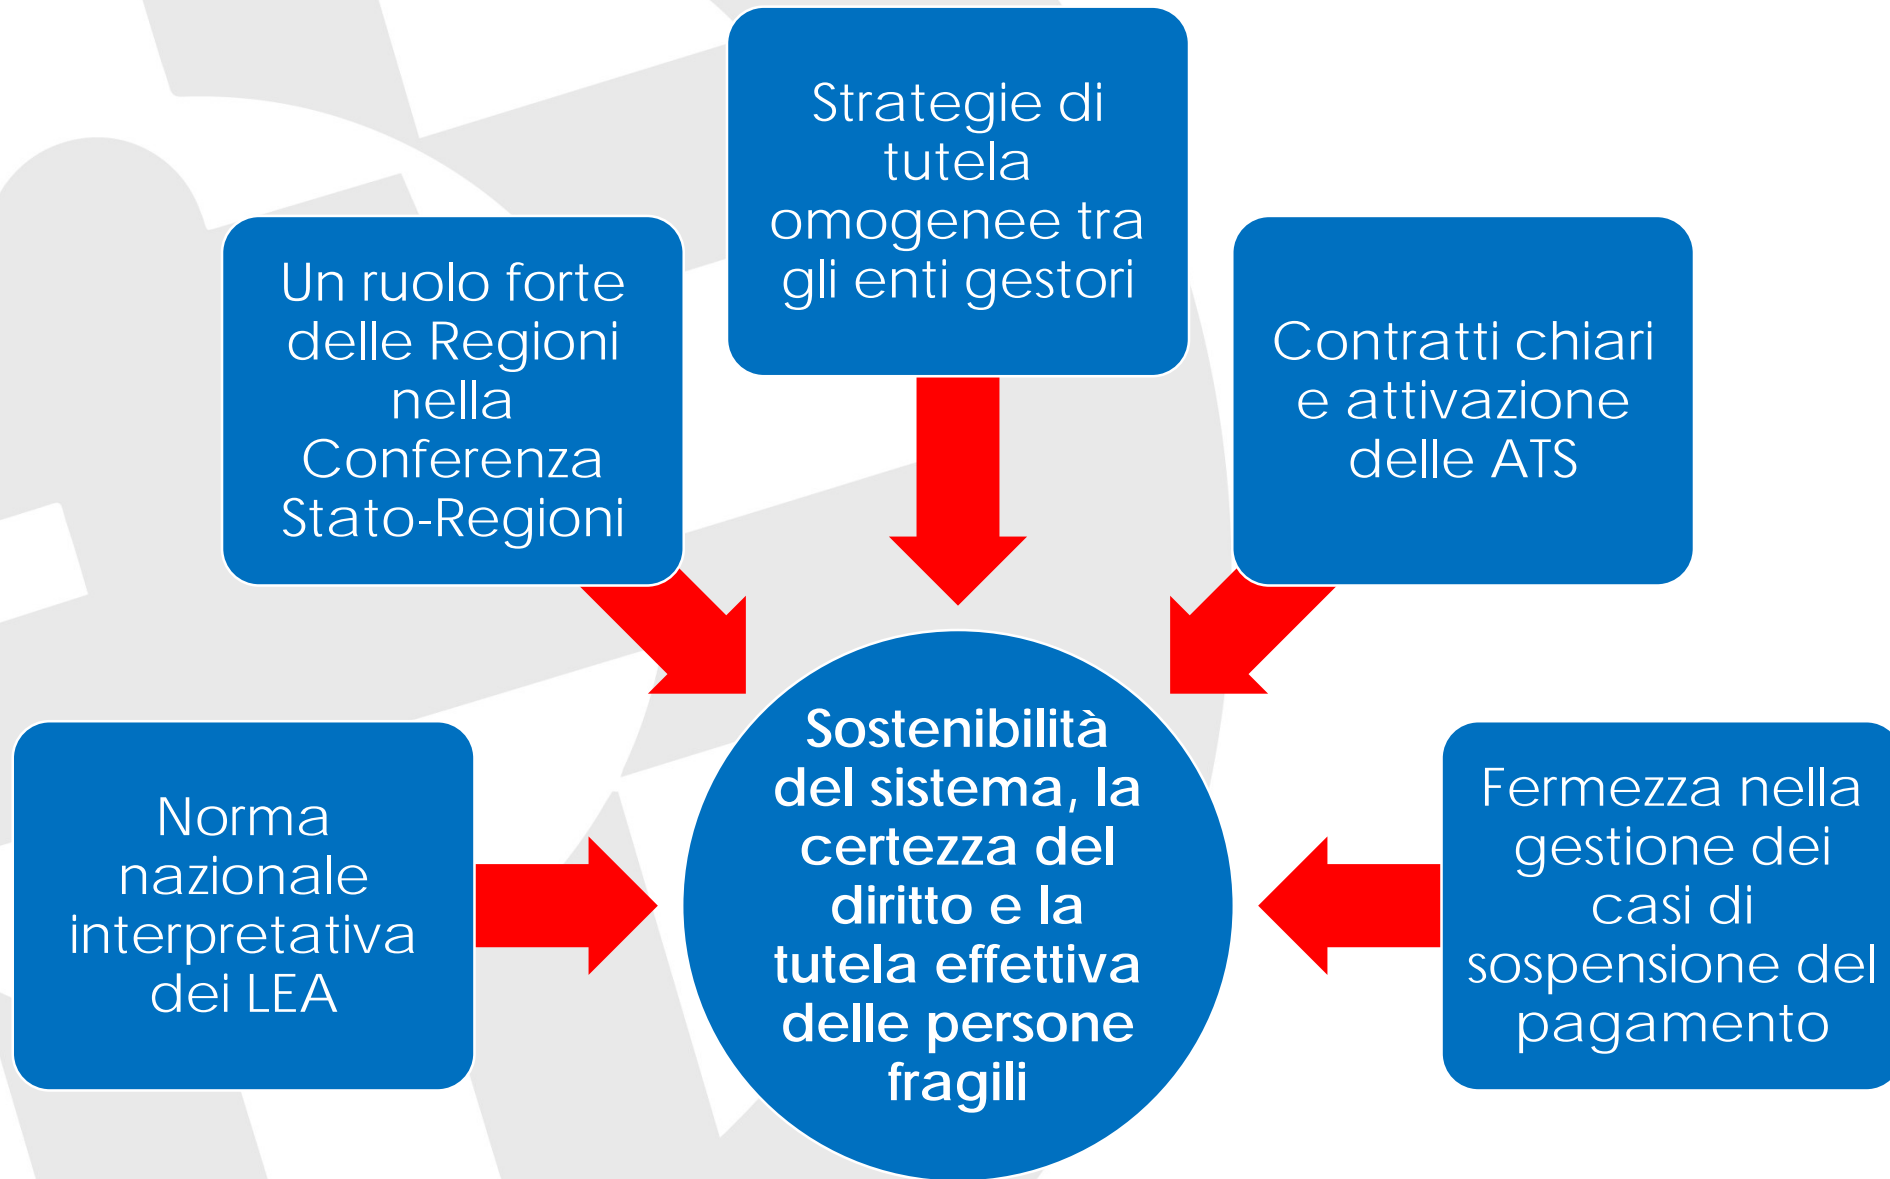 Strategie di
tutela
omogenee tra
gli enti gestori
Un ruolo forte
delle Regioni
nella
Conferenza
Stato-Regioni
Contratti chiari
e attivazione
delle ATS
Norma
nazionale
interpretativa
dei LEA
Sostenibilità
del sistema, la
certezza del
diritto e la
tutela effettiva
delle persone
fragili
Fermezza nella
gestione dei
casi di
sospensione del
pagamento